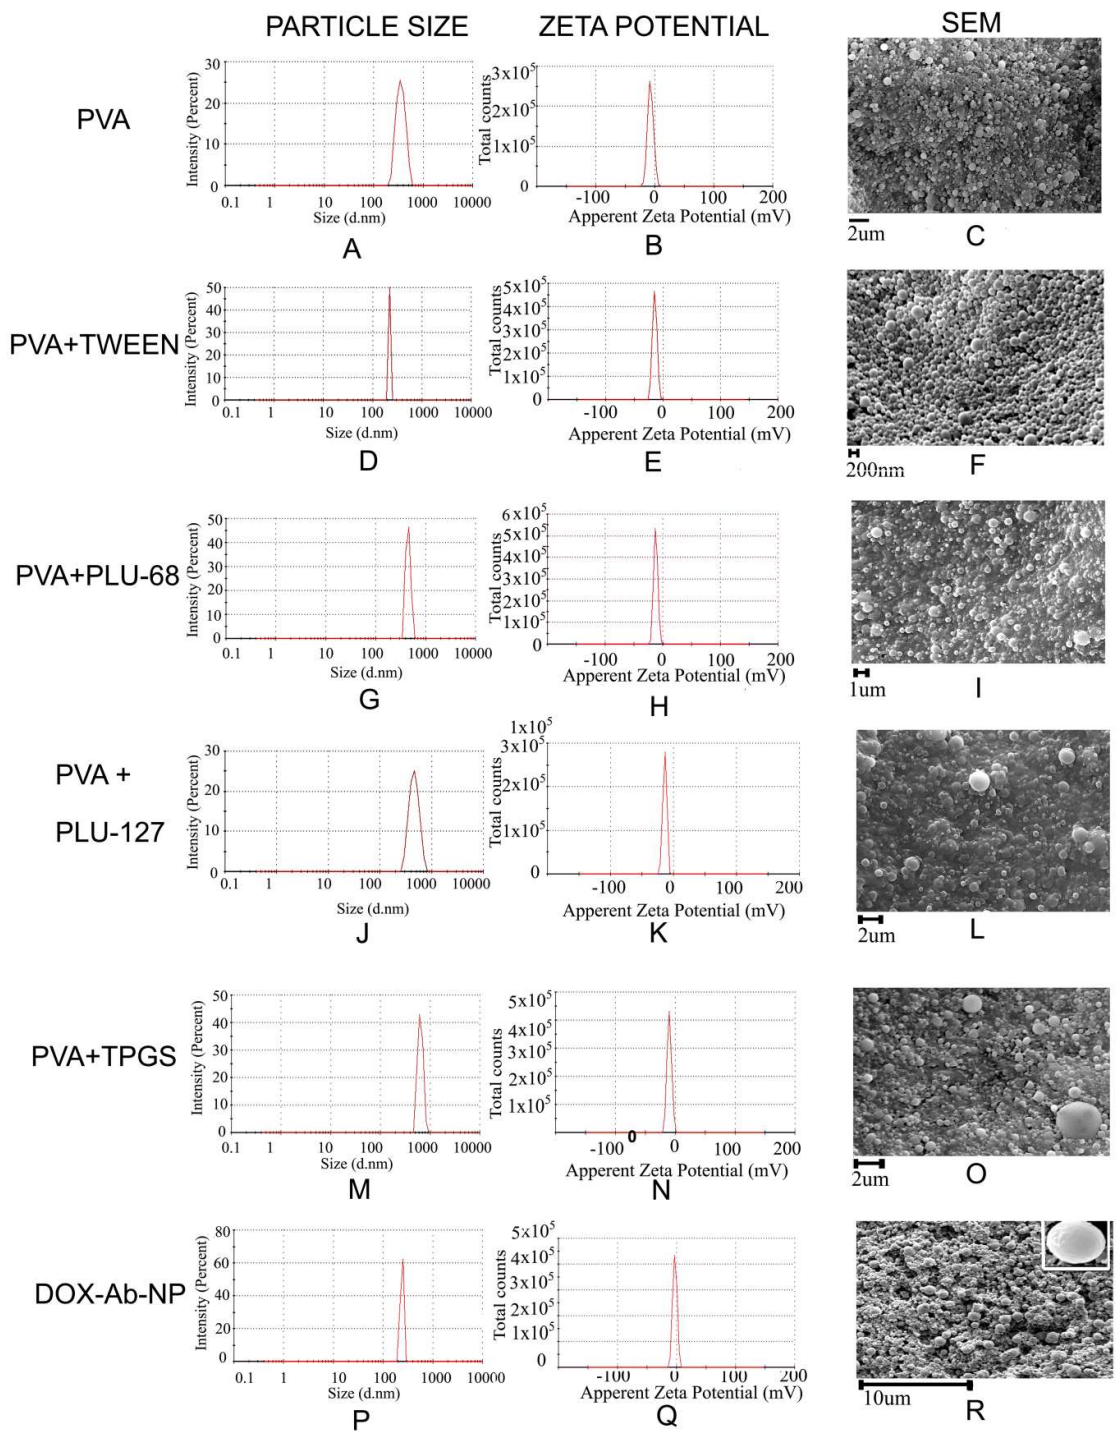 PARTICLE SIZE ZETA POTENTIAL SEM
PVA
Intensity (Percent)
30
20
10
0
0.1 1 10 100 1000 10000
Size (d.nm)
A
Total counts
3x10⁵
2x10⁵
1x10⁵
0
-100 0 100 200
Apperent Zeta Potential (mV)
B
2um
C
PVA+TWEEN
Intensity (Percent)
50
40
30
20
10
0
0.1 1 10 100 1000 10000
Size (d.nm)
D
Total counts
5x10⁵
4x10⁵
3x10⁵
2x10⁵
1x10⁵
0
-100 0 100 200
Apperent Zeta Potential (mV)
E
200nm
F
PVA+PLU-68
Intensity (Percent)
50
40
30
20
10
0
0.1 1 10 100 1000 10000
Size (d.nm)
G
Total counts
6x10⁵
5x10⁵
4x10⁵
3x10⁵
2x10⁵
1x10⁵
0
-100 0 100 200
Apperent Zeta Potential (mV)
H
1um
I
PVA +
PLU-127
Intensity (Percent)
30
20
10
0
0.1 1 10 100 1000 10000
Size (d.nm)
J
Total counts
1x10⁵
3x10⁵
2x10⁵
1x10⁵
0
-100 0 100 200
Apperent Zeta Potential (mV)
K
2um
L
PVA+TPGS
Intensity (Percent)
50
40
30
20
10
0
0.1 1 10 100 1000 10000
Size (d.nm)
M
Total counts
5x10⁵
4x10⁵
3x10⁵
2x10⁵
1x10⁵
0
-100 0 100 200
Apperent Zeta Potential (mV)
N
2um
O
DOX-Ab-NP
Intensity (Percent)
80
60
40
20
0
0.1 1 10 100 1000 10000
Size (d.nm)
P
Total counts
5x10⁵
4x10⁵
3x10⁵
2x10⁵
1x10⁵
0
-100 0 100 200
Apperent Zeta Potential (mV)
Q
10um
R